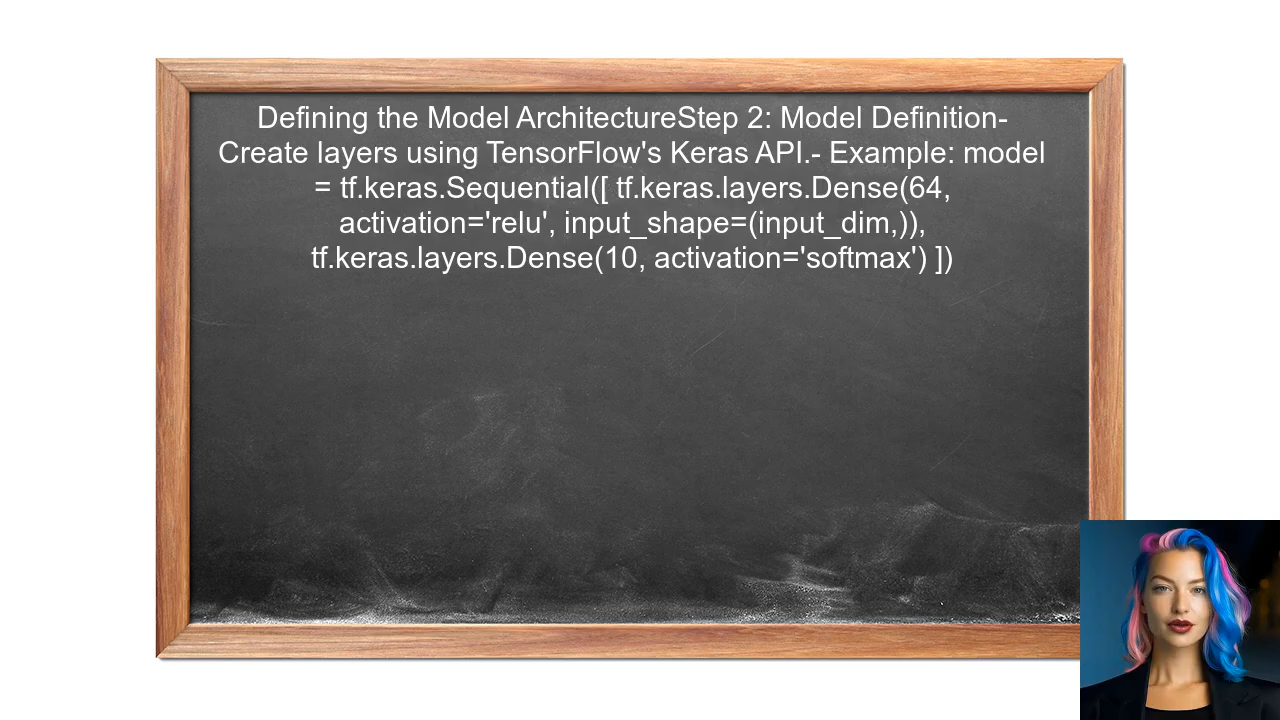 Defining the Model ArchitectureStep 2: Model Definition-
Create layers using TensorFlow's Keras API.- Example: model
= tf.keras.Sequential([ tf.keras.layers.Dense(64,
activation='relu', input_shape=(input_dim,)),
tf.keras.layers.Dense(10, activation='softmax') ])